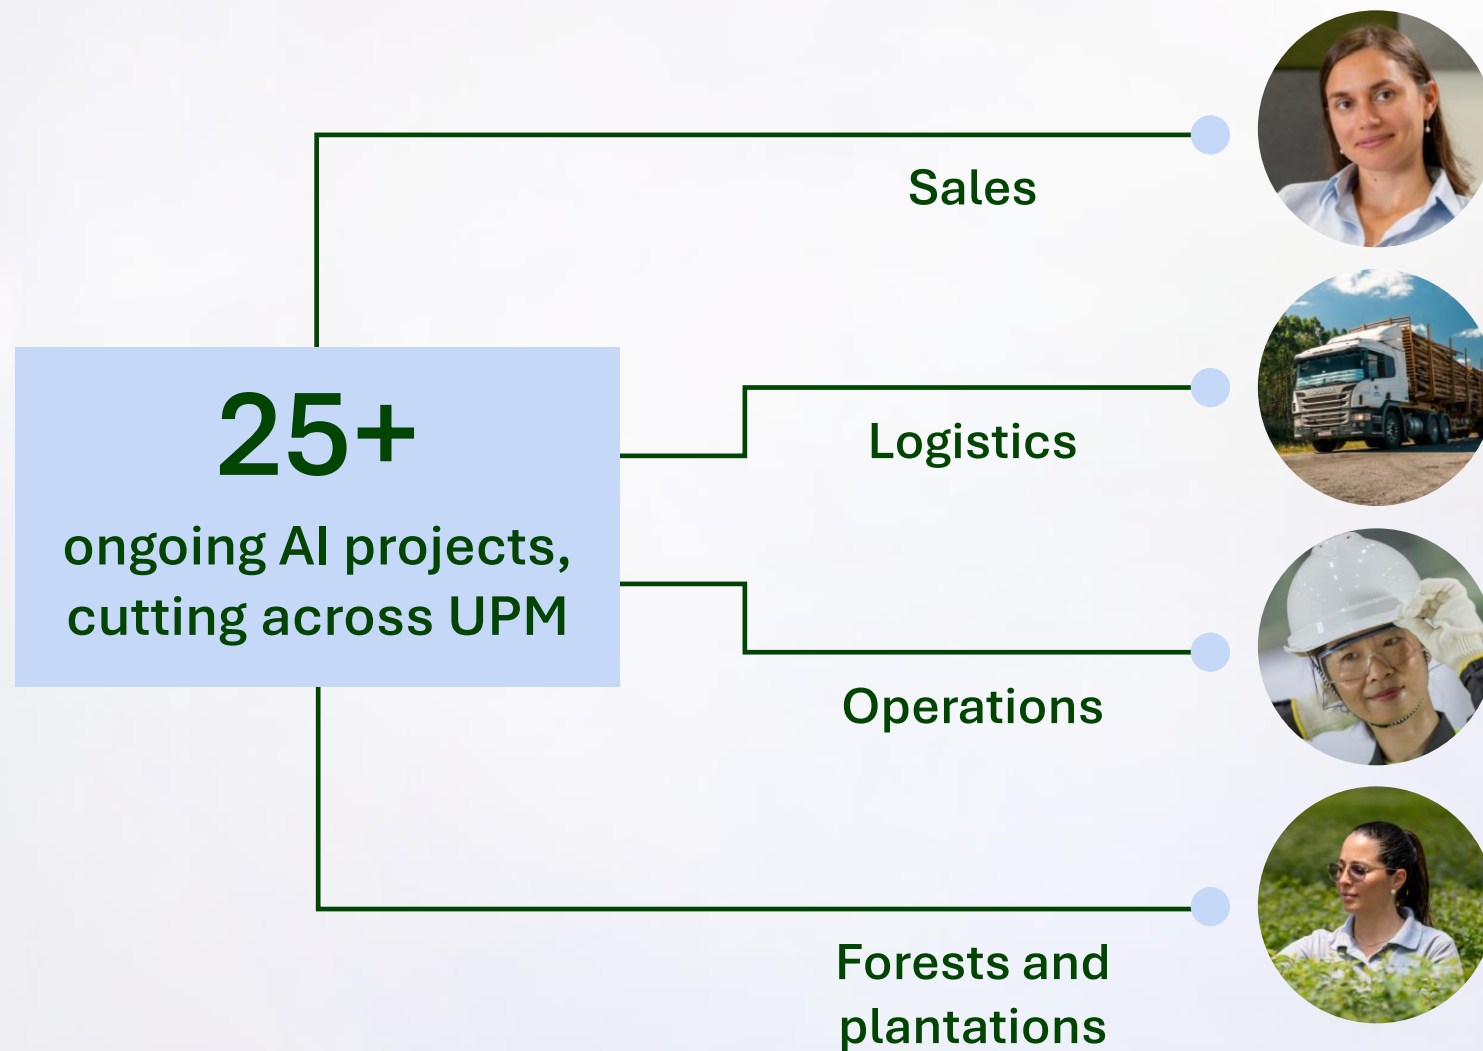 Sales
25+
ongoing AI projects,
cutting across UPM
Logistics
Operations
Forests and
plantations